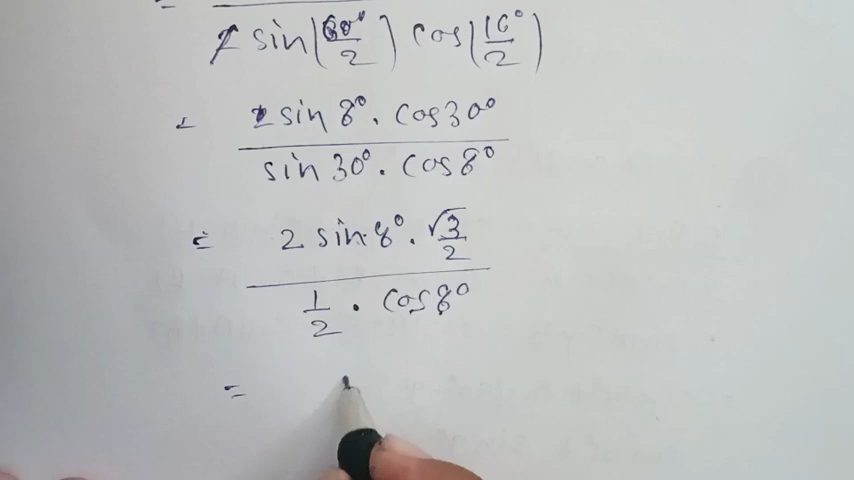 =
2 sin(60°/2) cos(16°/2)
= 2 sin 8° . cos 30°
sin 30° . cos 8°
= 2 sin 8° . √3/2
1/2 . cos 8°
=